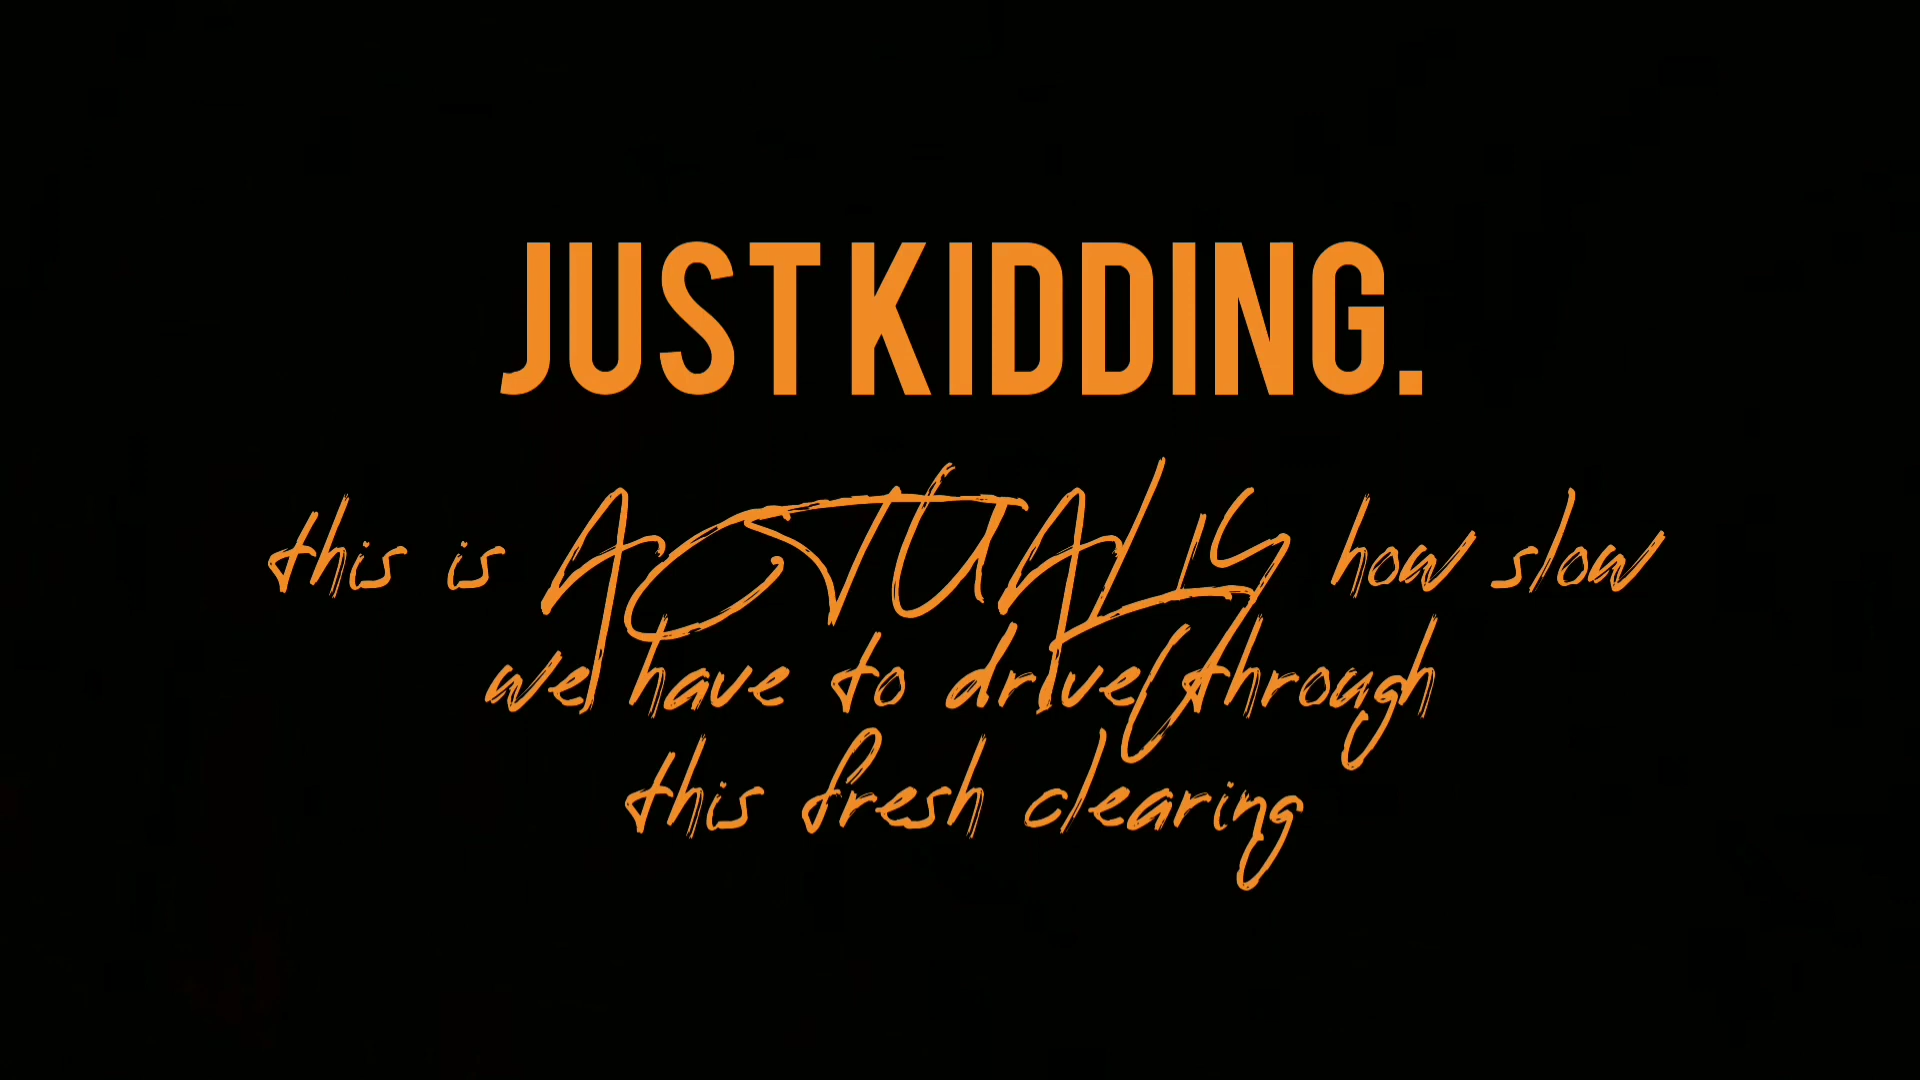 JUST KIDDING.
this is ACTUALLY how slow
we have to drive through
this fresh clearing